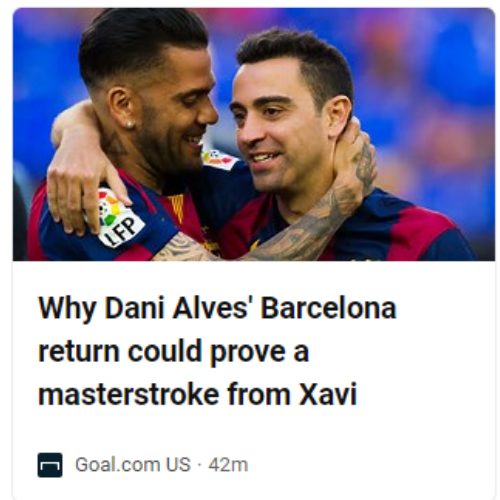 LFP
Why Dani Alves' Barcelona
return could prove a
masterstroke from Xavi
Goal.com US · 42m